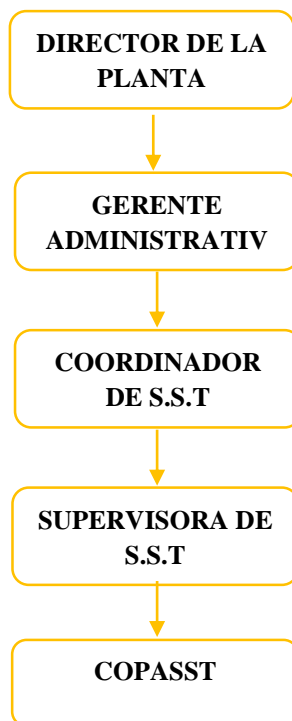 DIRECTOR DE LA
PLANTA
GERENTE
ADMINISTRATIV
COORDINADOR
DE S.S.T
SUPERVISORA DE
S.S.T
COPASST